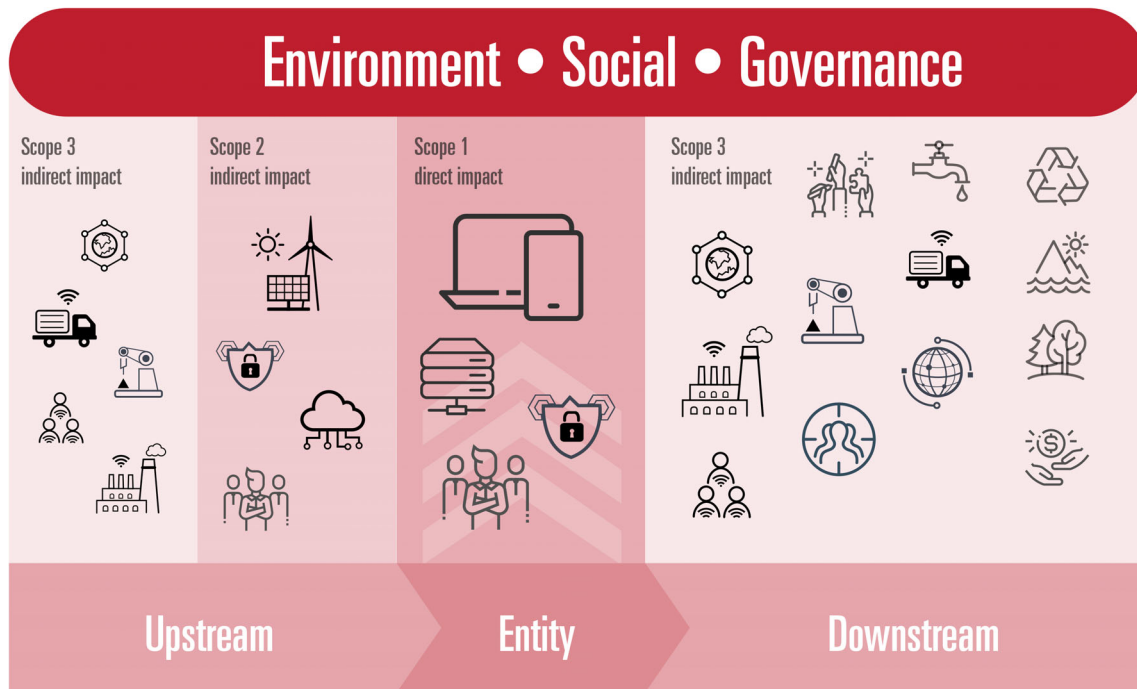 Environment • Social • Governance
Scope 3
indirect impact
Scope 2
indirect impact
Scope 1
direct impact
Scope 3
indirect impact
$
Upstream
Entity
Downstream